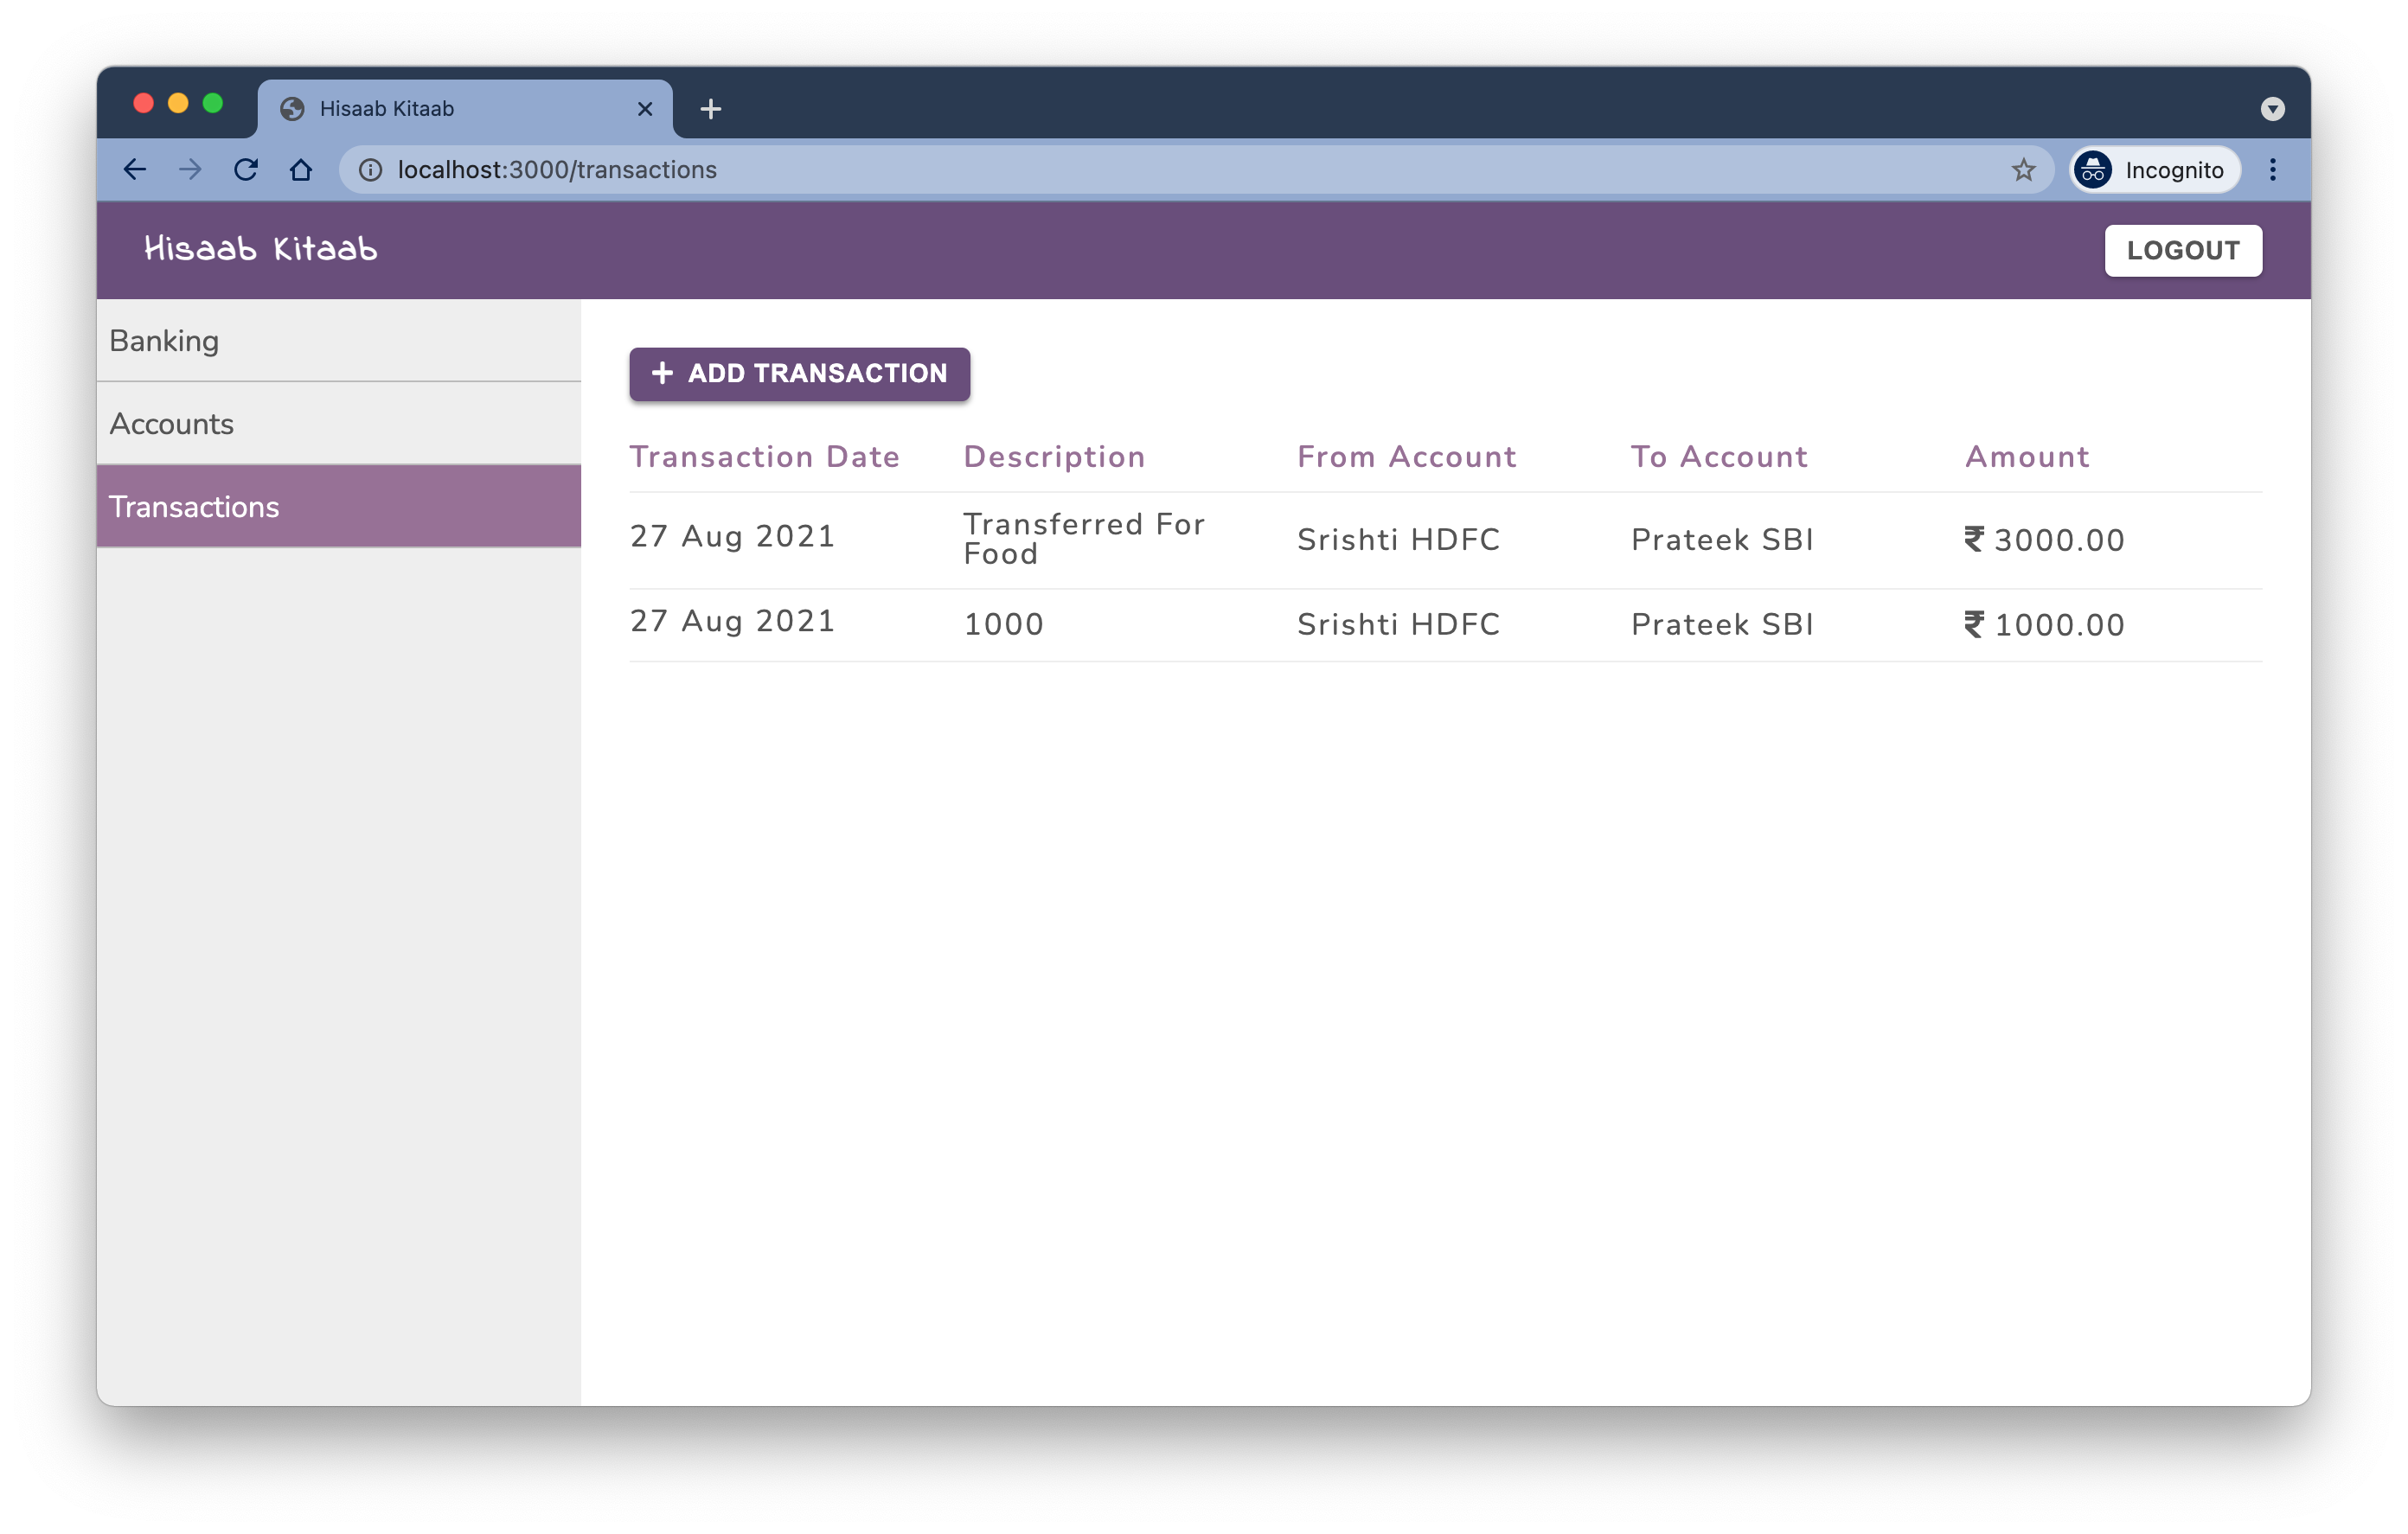 Hisaab Kitaab
localhost:3000/transactions
Incognito
Hisaab Kitaab
LOGOUT
Banking
Accounts
Transactions
+ ADD TRANSACTION
Transaction Date Description From Account To Account Amount
27 Aug 2021 Transferred For Srishti HDFC Prateek SBI ₹ 3000.00
Food
27 Aug 2021 1000 Srishti HDFC Prateek SBI ₹ 1000.00